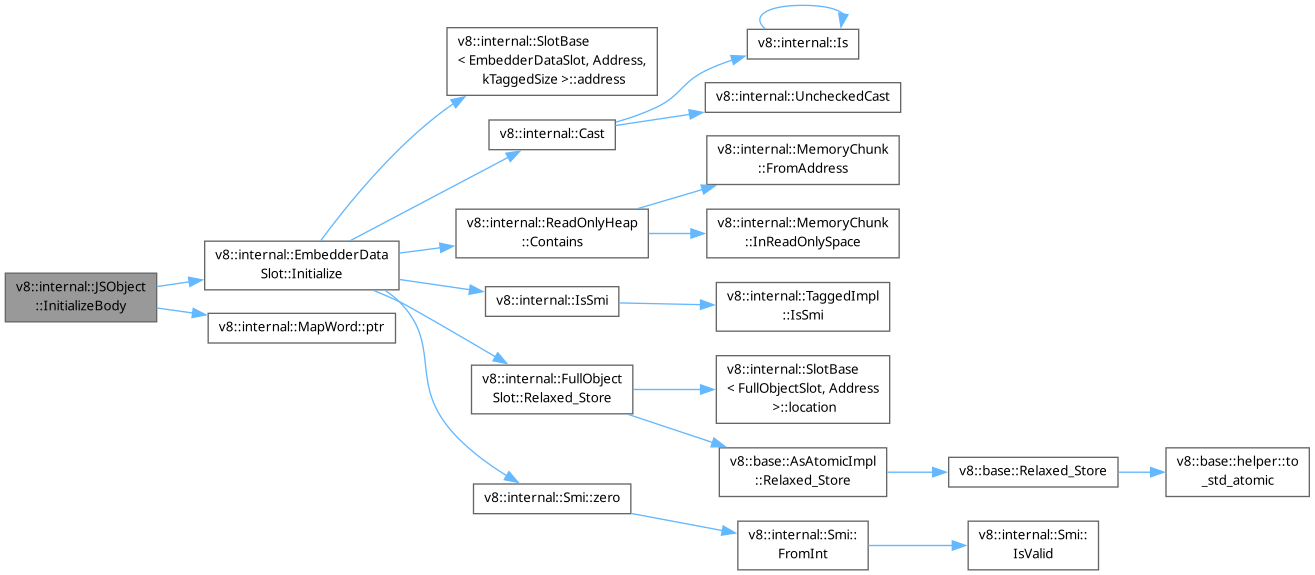 v8::internal::JSObject
::InitializeBody
v8::internal::EmbedderData
Slot::Initialize
v8::internal::MapWord::ptr
v8::internal::SlotBase
< EmbedderDataSlot, Address,
kTaggedSize >::address
v8::internal::Cast
v8::internal::ReadOnlyHeap
::Contains
v8::internal::IsSmi
v8::internal::FullObject
Slot::Relaxed_Store
v8::internal::Smi::zero
v8::internal::Is
v8::internal::UncheckedCast
v8::internal::MemoryChunk
::FromAddress
v8::internal::MemoryChunk
::InReadOnlySpace
v8::internal::TaggedImpl
::IsSmi
v8::internal::SlotBase
< FullObjectSlot, Address
>::location
v8::base::AsAtomicImpl
::Relaxed_Store
v8::internal::Smi::
FromInt
v8::base::Relaxed_Store
v8::internal::Smi::
IsValid
v8::base::helper::to
_std_atomic